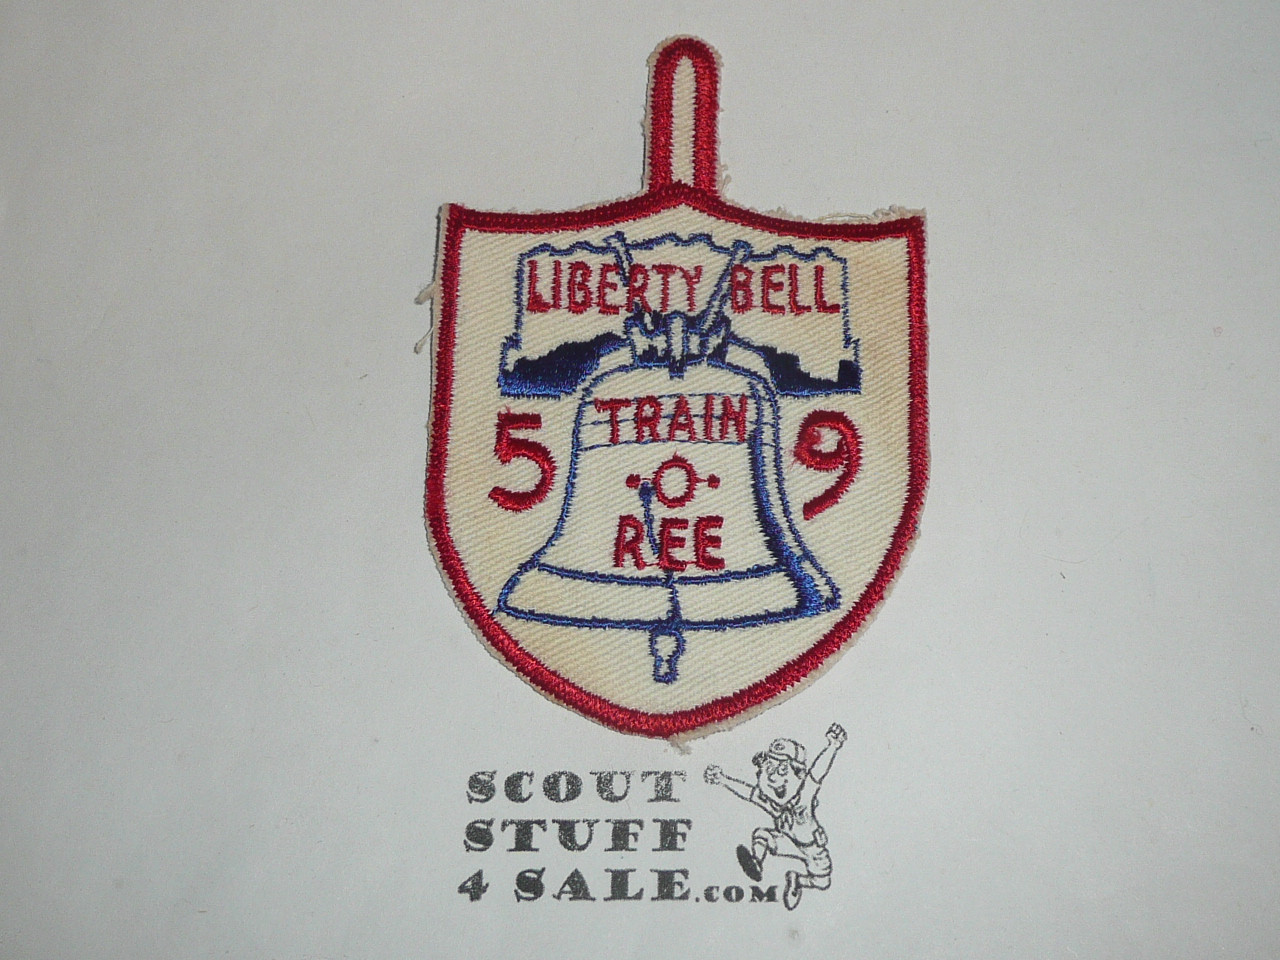 LIBERTY BELL
5 TRAIN 9
O
REE
SCOUT
STUFF
4 SALE.COM